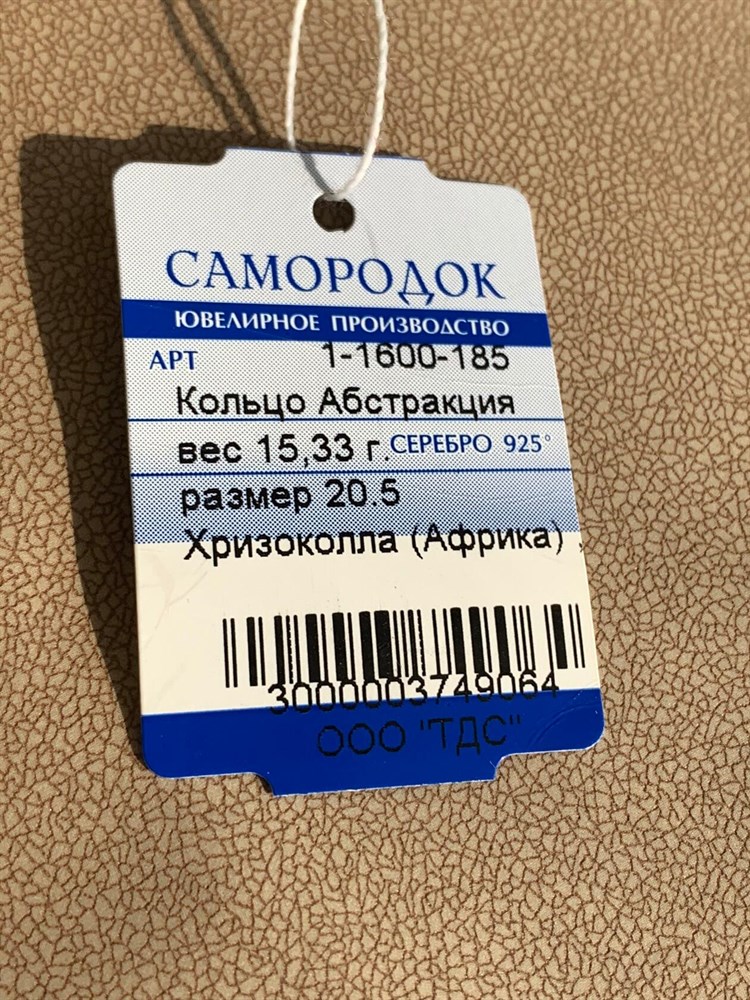 САМОРОДОК
ЮВЕЛИРНОЕ ПРОИЗВОДСТВО
АРТ 1-1600-185
Кольцо Абстракция
вес 15,33 г. СЕРЕБРО 925°
размер 20.5
Хризоколла (Африка) ,
3000003749064
ООО "ТДС"